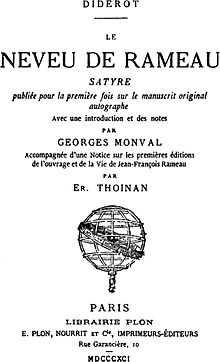 DIDEROT
LE
NEVEU DE RAMEAU
SATYRE
publiée pour la première fois sur le manuscrit original
autographe
Avec une introduction et des notes
PAR
GEORGES MONVAL
Accompagnée d'une Notice sur les premières éditions
de l'ouvrage et de la Vie de Jean-François Rameau
PAR
ER. THOINAN
PARIS
LIBRAIRIE PLON
E. PLON, NOURRIT ET Cie, IMPRIMEURS-ÉDITEURS
Rue Garancière, 10
MDCCCXCI